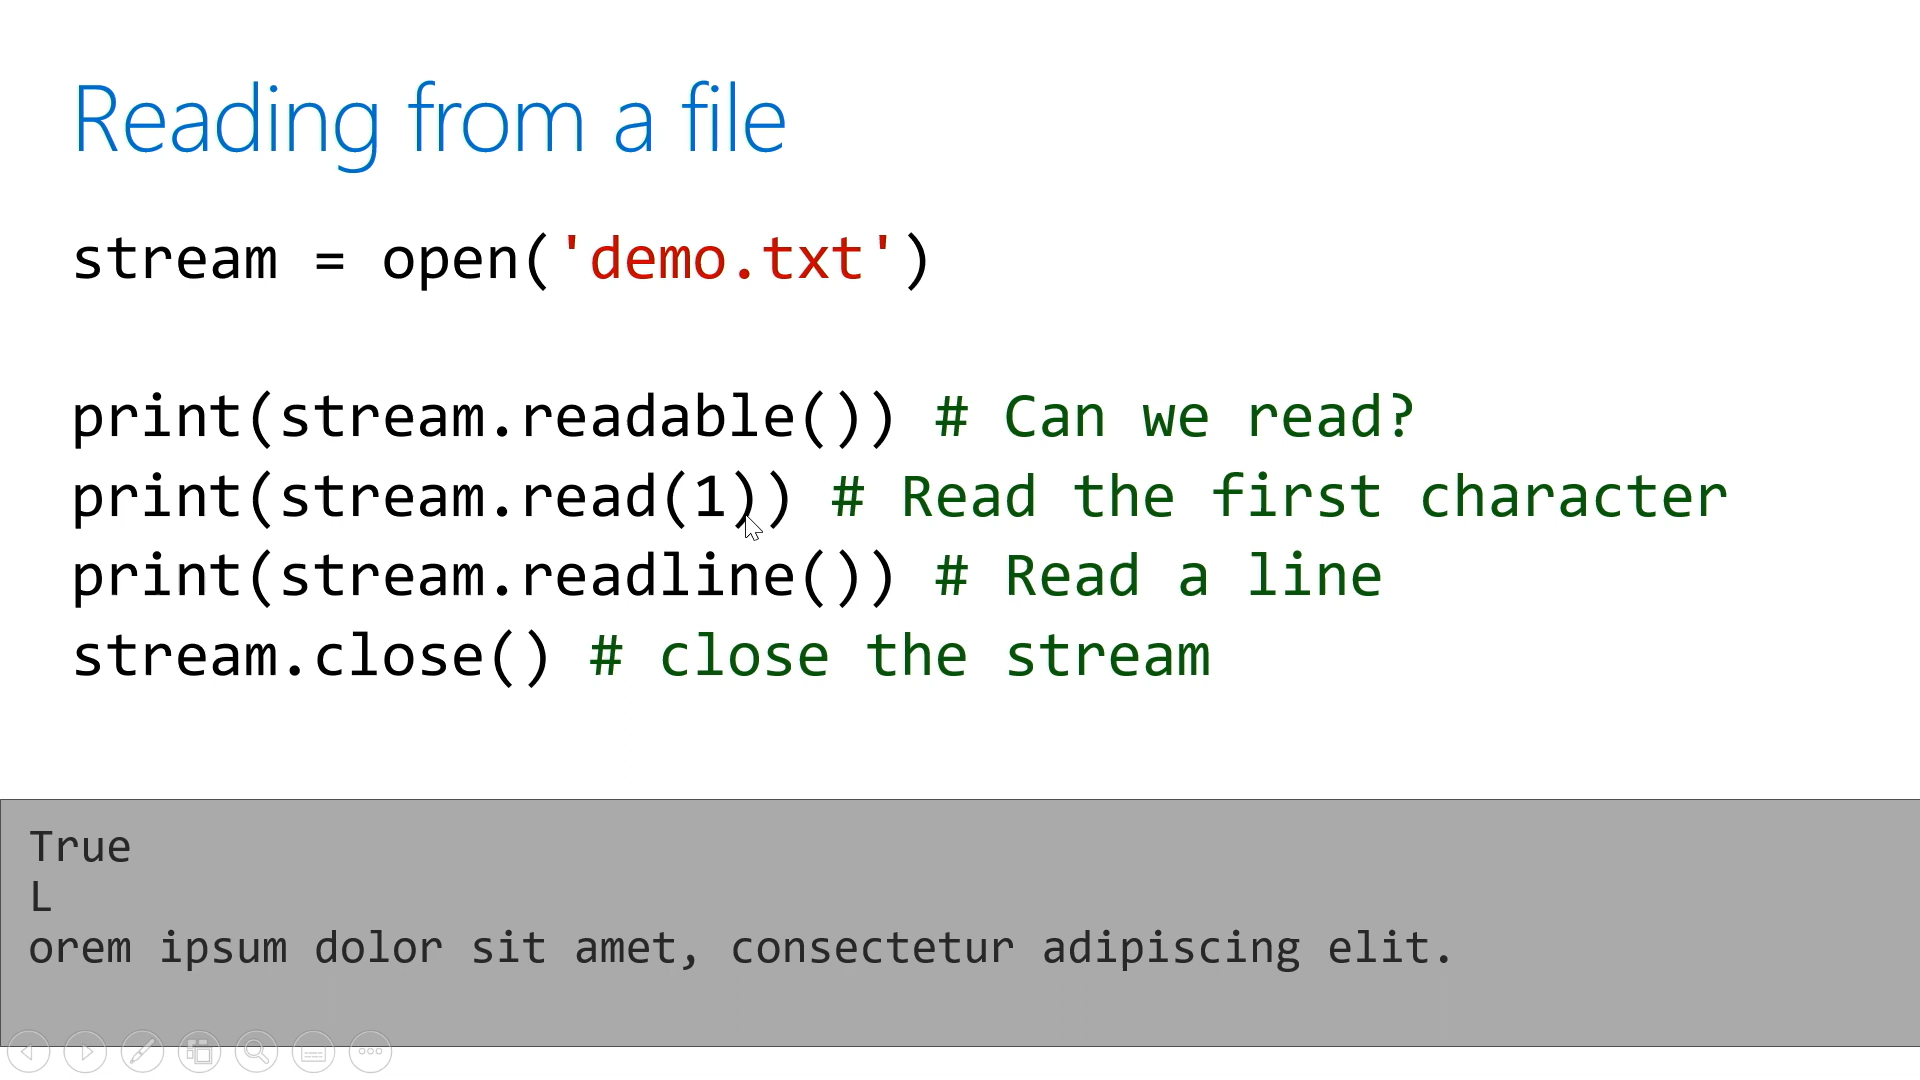 Reading from a file
stream = open('demo.txt')
print(stream.readable()) # Can we read?
print(stream.read(1)) # Read the first character
print(stream.readline()) # Read a line
stream.close() # close the stream
True
L
orem ipsum dolor sit amet, consectetur adipiscing elit.